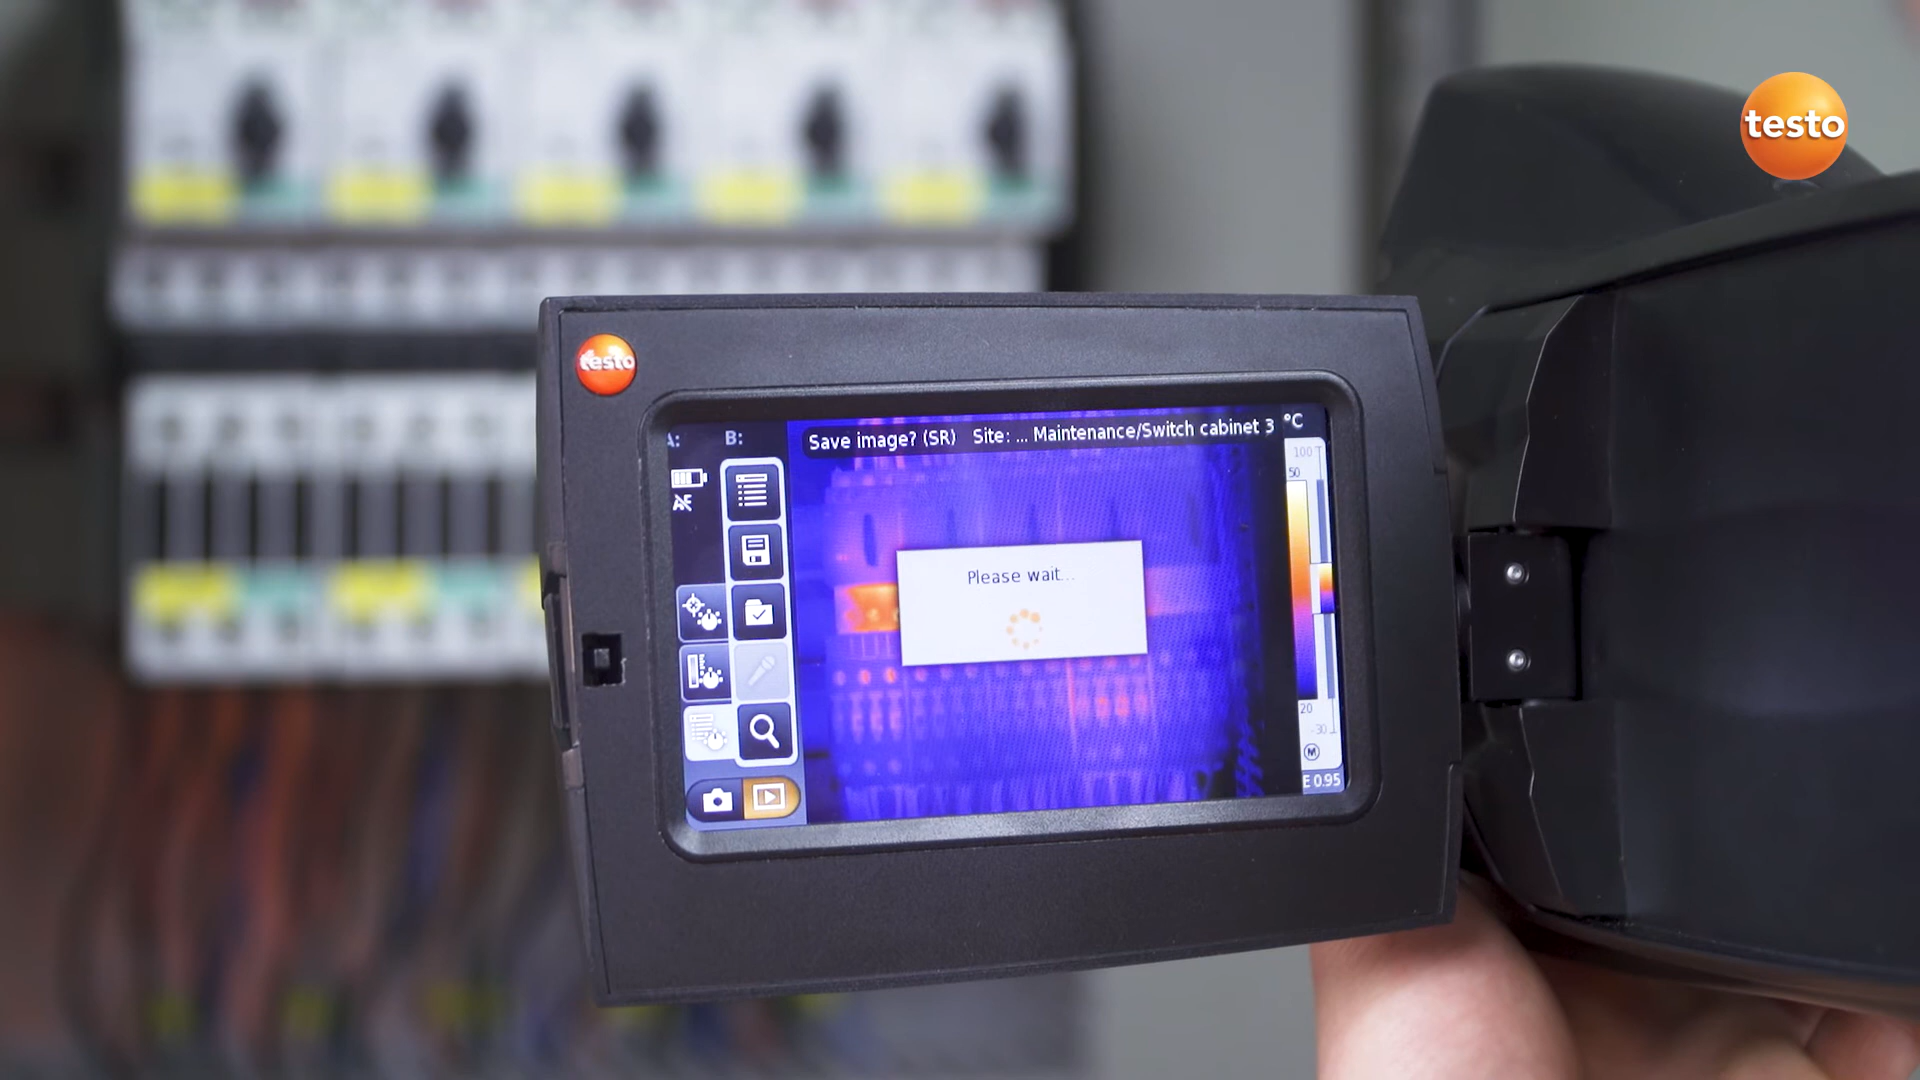 testo
testo
A: B:
Save image? (SR) Site: ... Maintenance/Switch cabinet 3 °C
100
50
Please wait...
20
-30
M
E 0.95